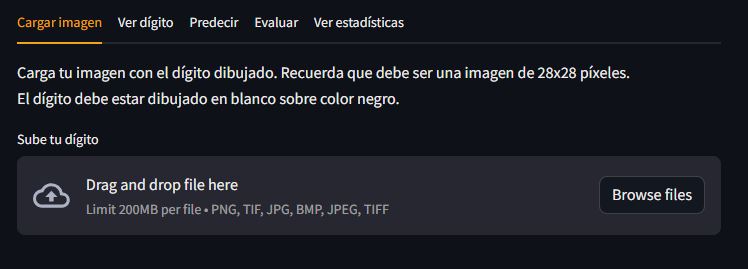 Cargar imagen Ver dígito Predecir Evaluar Ver estadísticas
Carga tu imagen con el dígito dibujado. Recuerda que debe ser una imagen de 28x28 píxeles.
El dígito debe estar dibujado en blanco sobre color negro.
Sube tu dígito
Drag and drop file here
Limit 200MB per file • PNG, TIF, JPG, BMP, JPEG, TIFF
Browse files